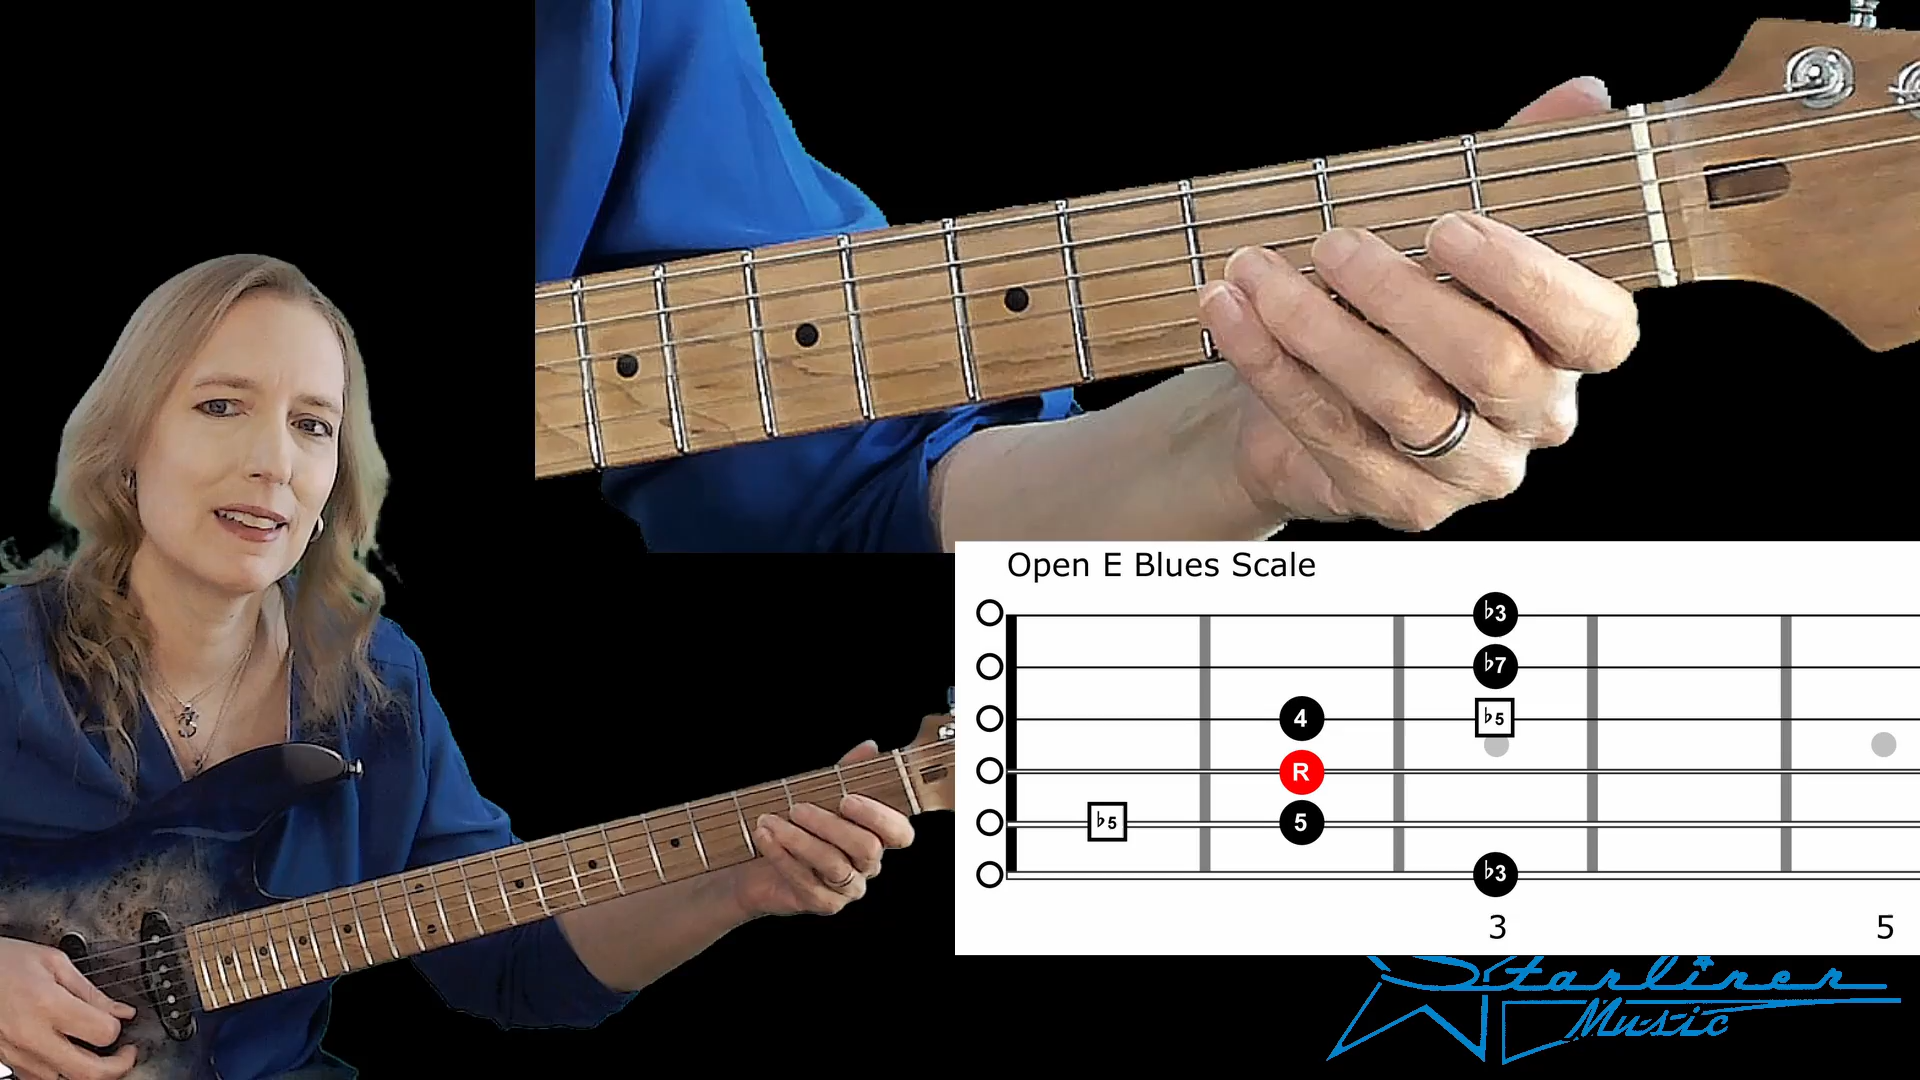 Open E Blues Scale
♭3
♭7
4 ♭5
R
♭5 5
♭3
3 5
Starliner
Music